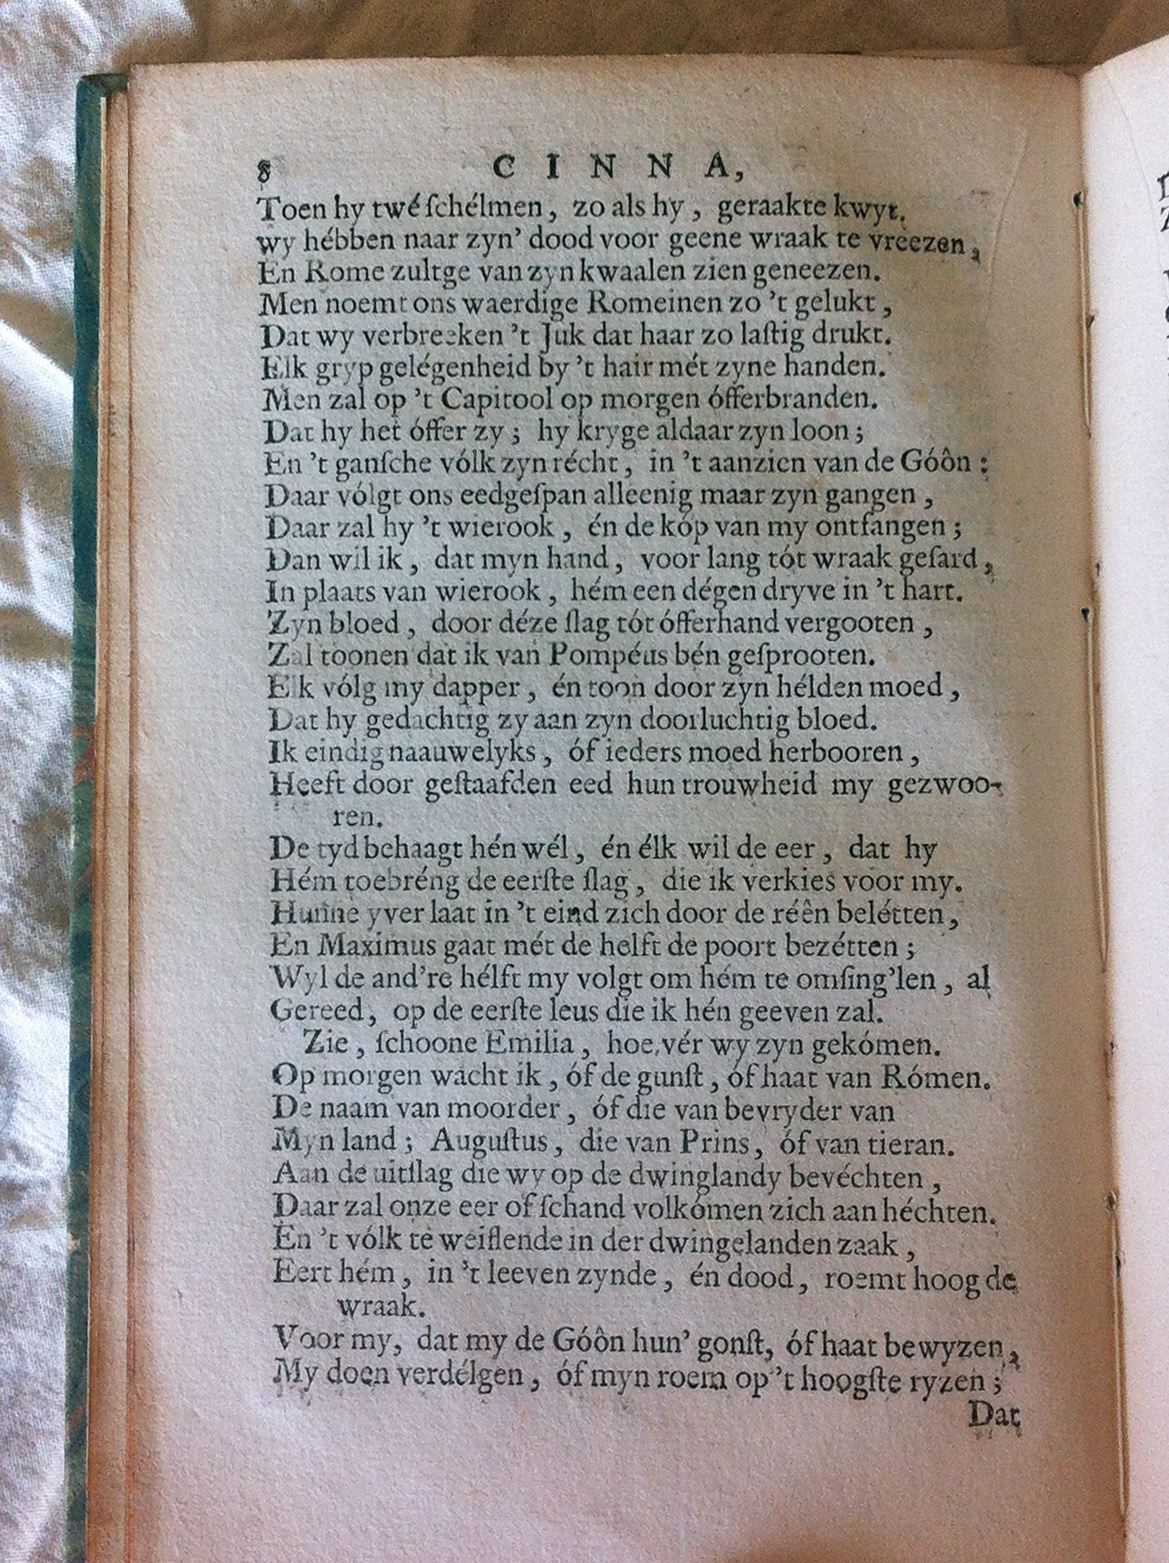 8 CINNA,
Toen hy twé ſchélmen, zo als hy, geraakte kwyt.
Wy hébben naar zyn’ dood voor geene wraak te vreezen,
En Rome zultge van zyn kwaalen zien geneezen.
Men noemt ons waerdige Romeinen zo ’t gelukt,
Dat wy verbreeken ’t Juk dat haar zo laſtig drukt.
Elk gryp gelégenheid by ’t hair mét zyne handen.
Men zal op ’t Capitool op morgen ófferbranden.
Dat hy het óffer zy; hy kryge aldaar zyn loon;
En ’t ganſche vólk zyn récht, in ’t aanzien van de Góôn:
Daar vólgt ons eedgeſpan alleenig maar zyn gangen,
Daar zal hy ’t wierook, én de kóp van my ontfangen;
Dan wil ik, dat myn hand, voor lang tót wraak geſard,
In plaats van wierook, hém een dégen dryve in ’t hart.
Zyn bloed, door déze ſlag tót ófferhand vergooten,
Zal toonen dat ik van Pompéus bén geſprooten.
Elk vólg my dapper, én toon door zyn hélden moed,
Dat hy gedachtig zy aan zyn doorluchtig bloed.
Ik eindig naauwelyks, óf ieders moed herbooren,
Heeft door geſtaafden eed hun trouwheid my gezwoo-
ren.
De tyd behaagt hén wél, én élk wil de eer, dat hy
Hém toebréng de eerſte ſlag, die ik verkies voor my.
Hunne yver laat in ’t eind zich door de réên belétten,
En Maximus gaat mét de helft de poort bezétten;
Wyl de and’re hélft my volgt om hém te omſing’len, al
Gereed, op de eerſte leus die ik hén geeven zal.
Zie, ſchoone Emilia, hoe vér wy zyn gekómen.
Op morgen wacht ik, óf de gunſt, óf haat van Rómen.
De naam van moorder, óf die van bevryder van
Myn land; Auguſtus, die van Prins, óf van tieran.
Aan de uitſlag die wy op de dwinglandy bevéchten,
Daar zal onze eer of ſchand volkómen zich aan héchten.
En ’t vólk te weiflende in der dwingelanden zaak,
Eert hém, in ’t leeven zynde, én dood, roemt hoog de
wraak.
Voor my, dat my de Góôn hun’ gonſt, óf haat bewyzen,
My doen verdélgen, óf myn roem op ’t hoogſte ryzen;
Dat